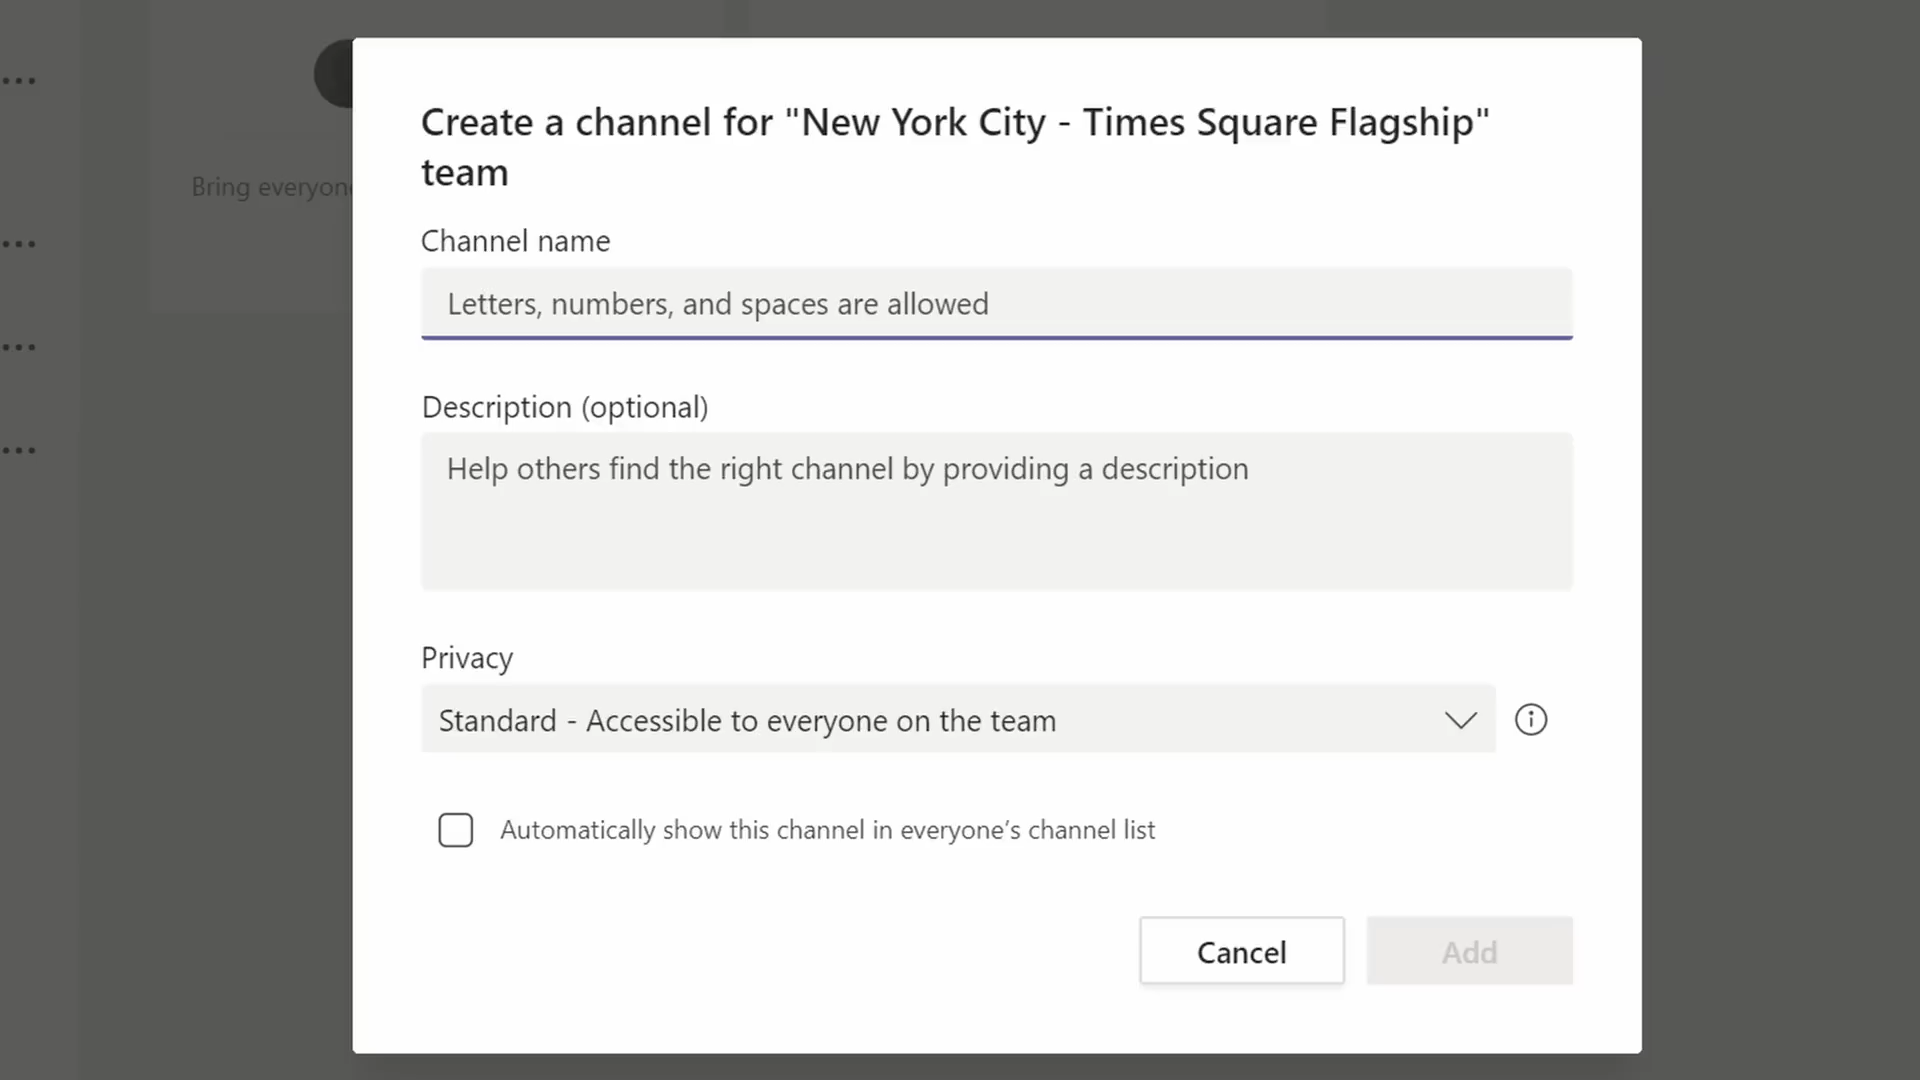 Create a channel for "New York City - Times Square Flagship"
team
Bring everyon
Channel name
Letters, numbers, and spaces are allowed
Description (optional)
Help others find the right channel by providing a description
Privacy
Standard - Accessible to everyone on the team
Automatically show this channel in everyone’s channel list
Cancel
Add